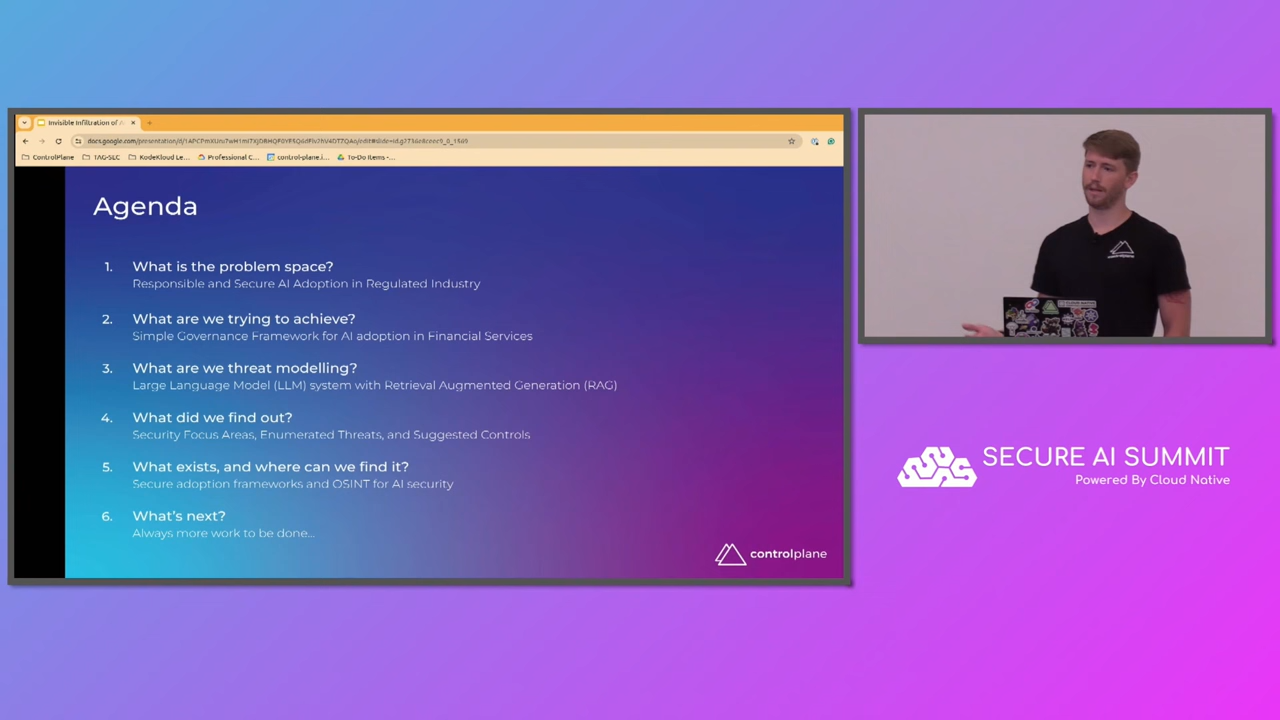 Invisible Infiltration of A
ControlPlane
TAG-SEC
KodeKloud Le...
Professional C...
control-plane.i...
To-Do Items -...
Agenda
1. What is the problem space?
Responsible and Secure AI Adoption in Regulated Industry
2. What are we trying to achieve?
Simple Governance Framework for AI adoption in Financial Services
3. What are we threat modelling?
Large Language Model (LLM) system with Retrieval Augmented Generation (RAG)
4. What did we find out?
Security Focus Areas, Enumerated Threats, and Suggested Controls
5. What exists, and where can we find it?
Secure adoption frameworks and OSINT for AI security
6. What's next?
Always more work to be done...
controlplane
SECURE AI SUMMIT
Powered By Cloud Native